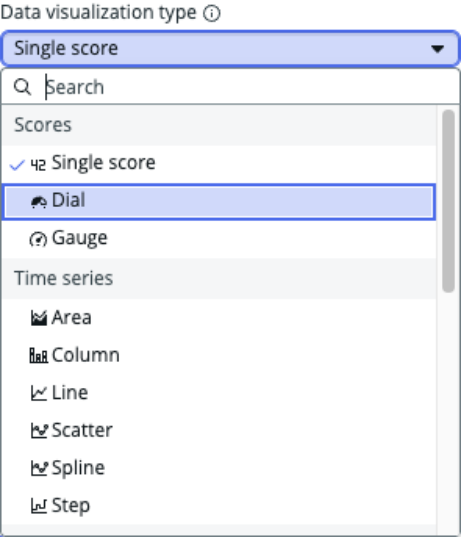 Data visualization type
Single score
Search
Scores
42 Single score
Dial
Gauge
Time series
Area
Column
Line
Scatter
Spline
Step